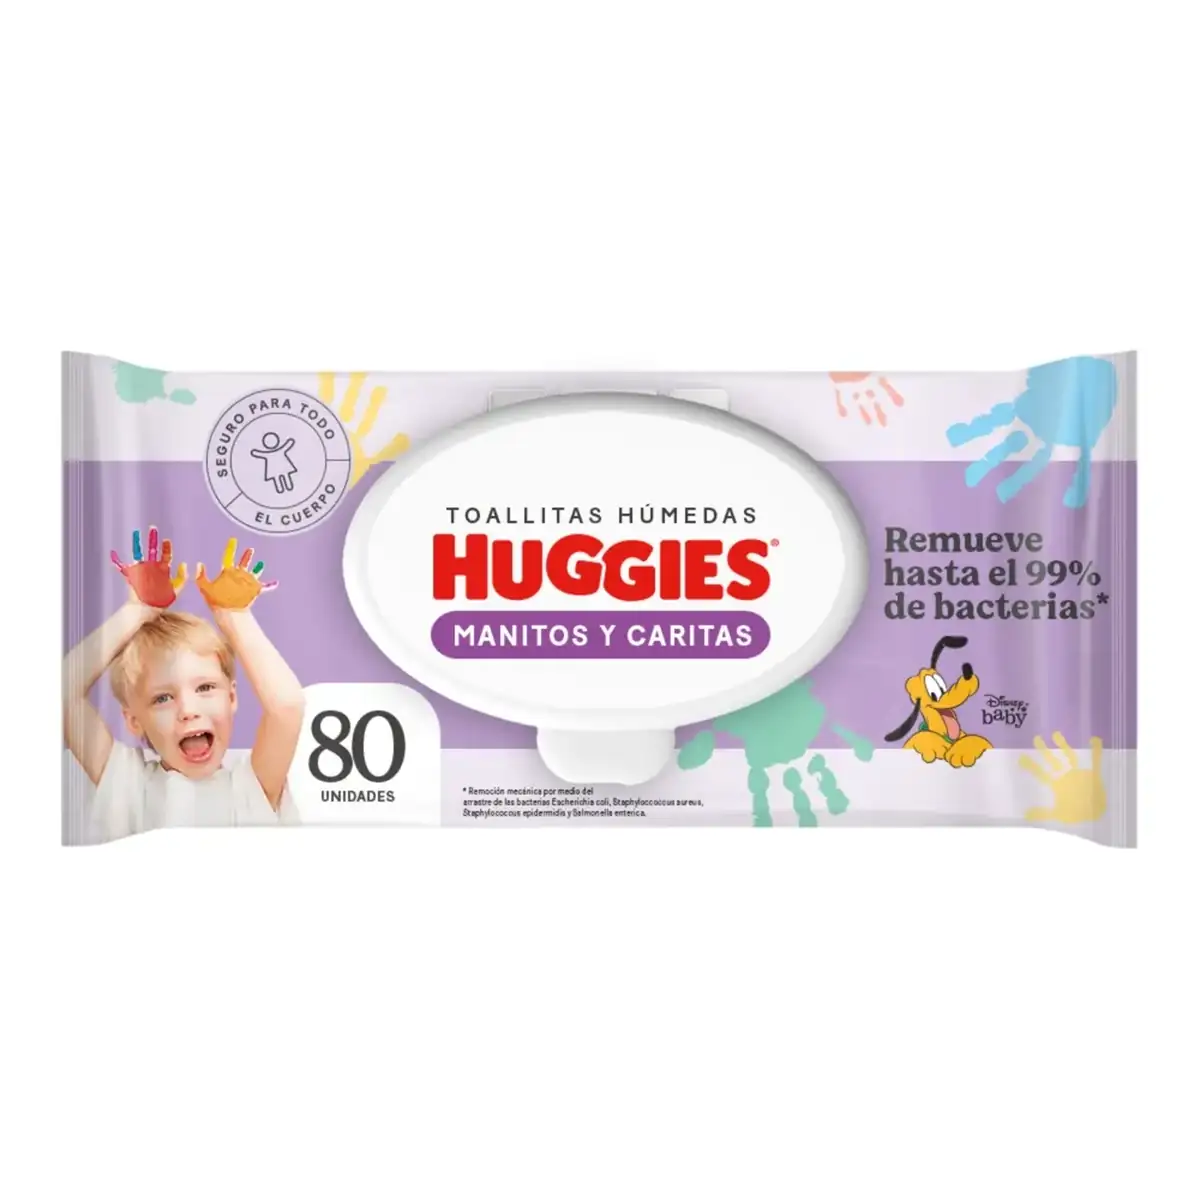 SEGURO PARA TODO
EL CUERPO
TOALLITAS HÚMEDAS
HUGGIES®
MANITOS Y CARITAS
Remueve
hasta el 99%
de bacterias*
Disney
baby
80
UNIDADES
* Remoción mecánica por medio del
arrastre de las bacterias Escherichia coli, Staphylococcus aureus,
Staphylococcus epidermidis y Salmonella enterica.